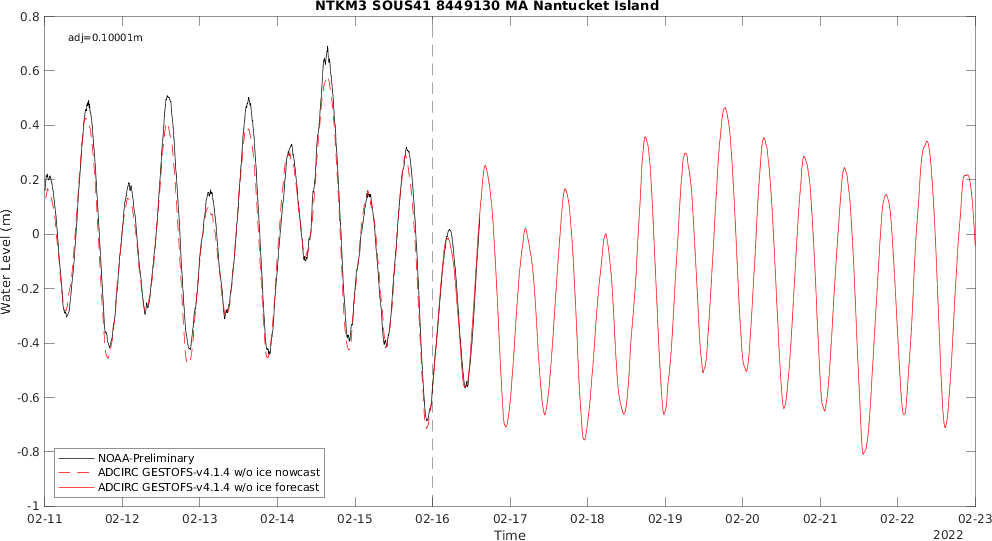 NTKM3 SOUS41 8449130 MA Nantucket Island
adj=0.10001m
0.8
0.6
0.4
0.2
0
-0.2
-0.4
-0.6
-0.8
-1
Water Level (m)
NOAA-Preliminary
ADCIRC GESTOFS-v4.1.4 w/o ice nowcast
ADCIRC GESTOFS-v4.1.4 w/o ice forecast
02-11 02-12 02-13 02-14 02-15 02-16 02-17 02-18 02-19 02-20 02-21 02-22 02-23
Time
2022